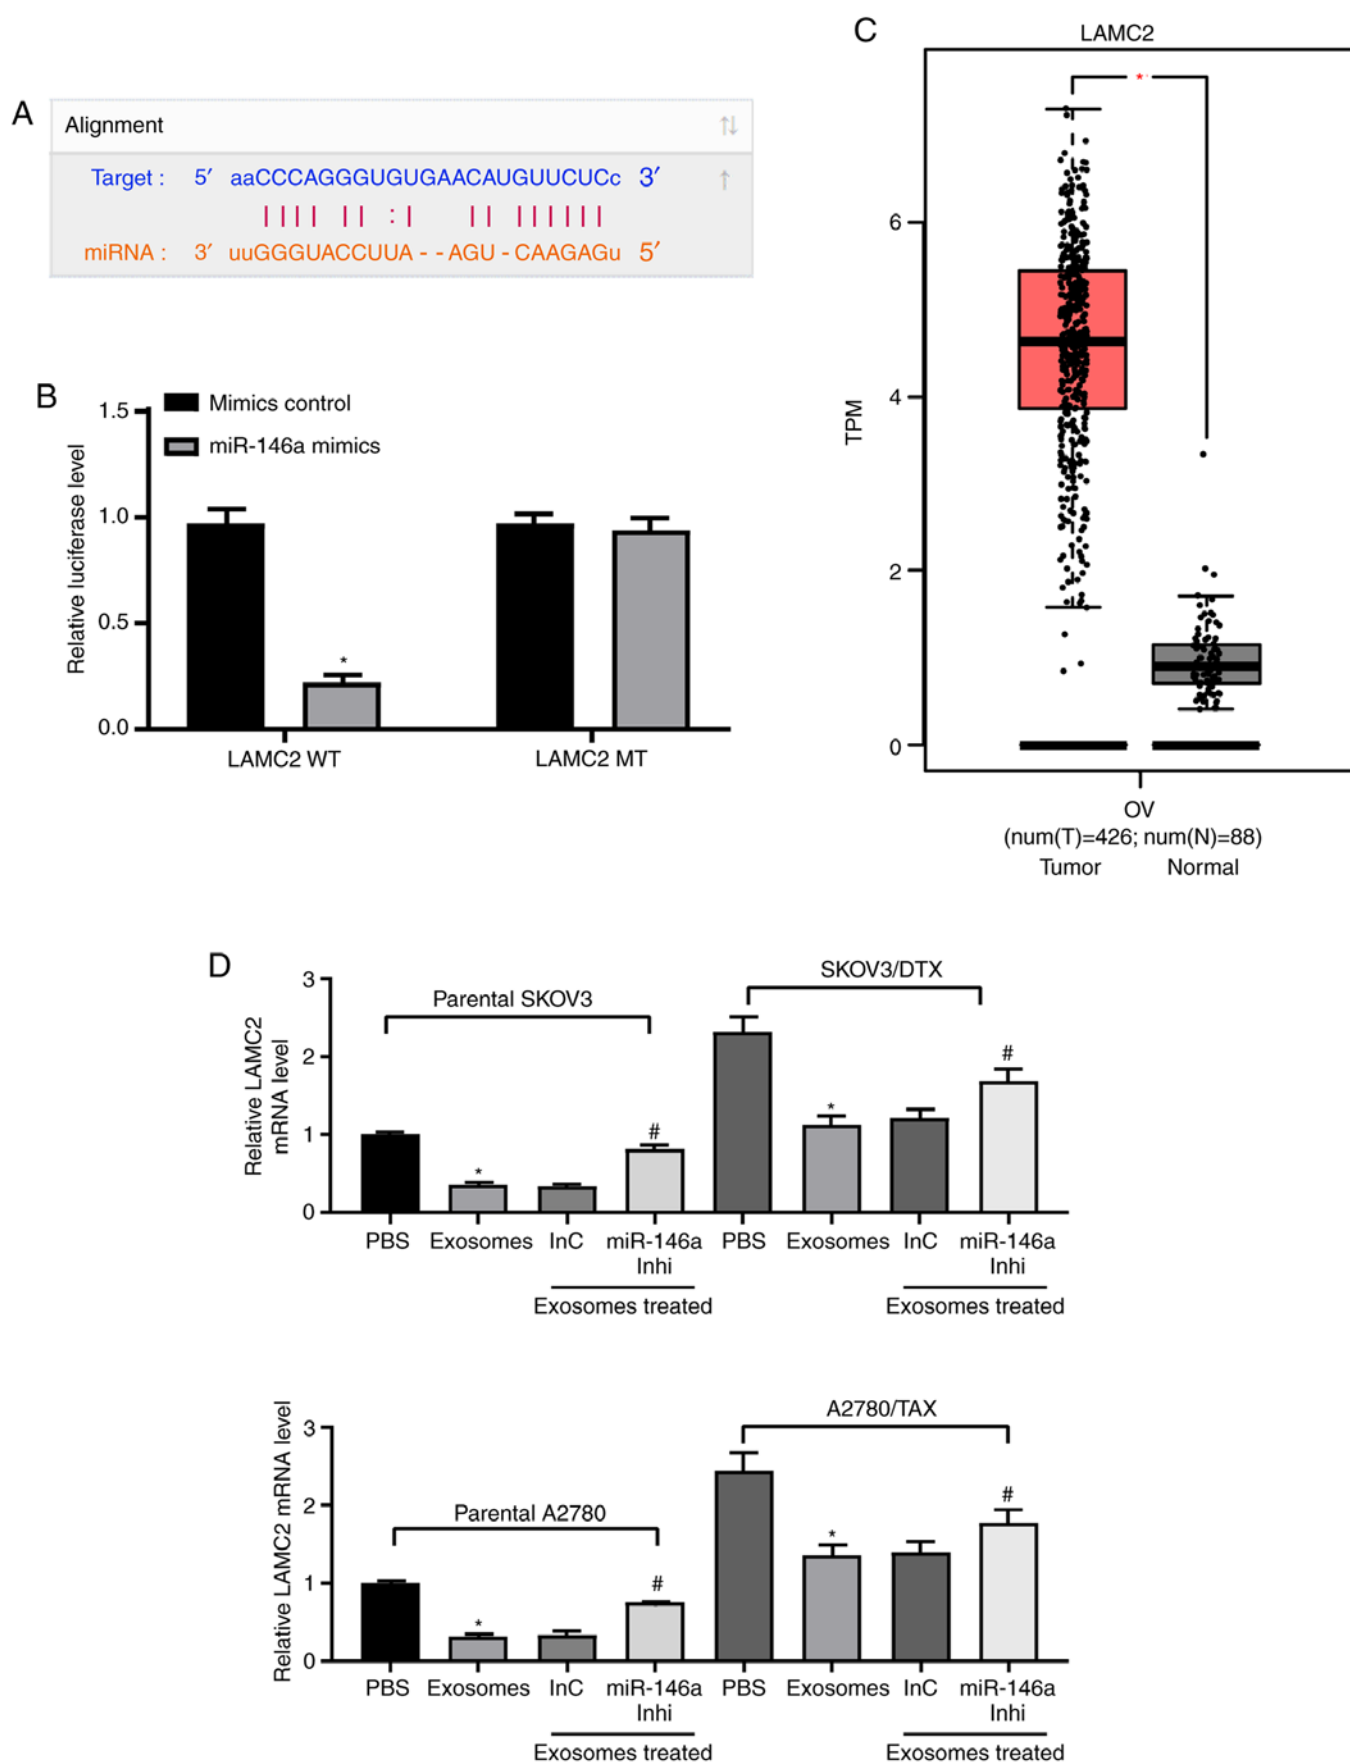 A
Alignment
Target : 5′ aaCCCAGGGUGUGAACAUGUUCUCc 3′
miRNA : 3′ uuGGGUACCUUA--AGU-CAAGAGu 5′
B
Mimics control
miR-146a mimics
Relative luciferase level
1.5
1.0
0.5
0.0
*
LAMC2 WT
LAMC2 MT
C
LAMC2
*
TPM
6
4
2
0
OV
(num(T)=426; num(N)=88)
Tumor Normal
D
Relative LAMC2
mRNA level
3
2
1
0
Parental SKOV3
SKOV3/DTX
* # * #
PBS Exosomes InC miR-146a PBS Exosomes InC miR-146a
Inhi Inhi
Exosomes treated Exosomes treated
Relative LAMC2 mRNA level
3
2
1
0
Parental A2780
A2780/TAX
* # * #
PBS Exosomes InC miR-146a PBS Exosomes InC miR-146a
Inhi Inhi
Exosomes treated Exosomes treated